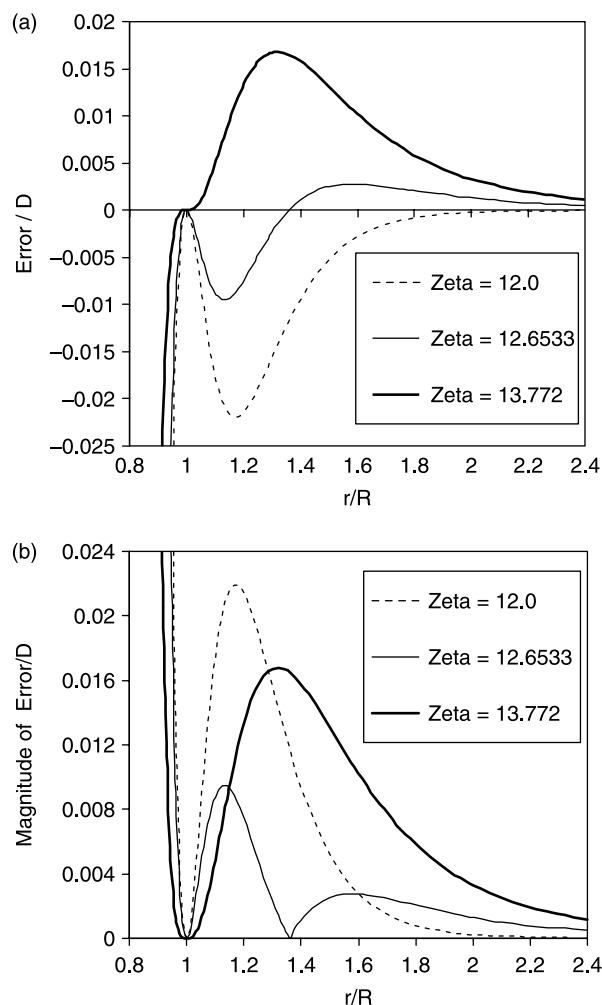 (a)
0.02
0.015
0.01
0.005
0
−0.005
−0.01
−0.015
−0.02
−0.025
Error / D
Zeta = 12.0
Zeta = 12.6533
Zeta = 13.772
0.8 1 1.2 1.4 1.6 1.8 2 2.2 2.4
r/R
(b)
0.024
0.02
0.016
0.012
0.008
0.004
0
Magnitude of Error/D
Zeta = 12.0
Zeta = 12.6533
Zeta = 13.772
0.8 1 1.2 1.4 1.6 1.8 2 2.2 2.4
r/R